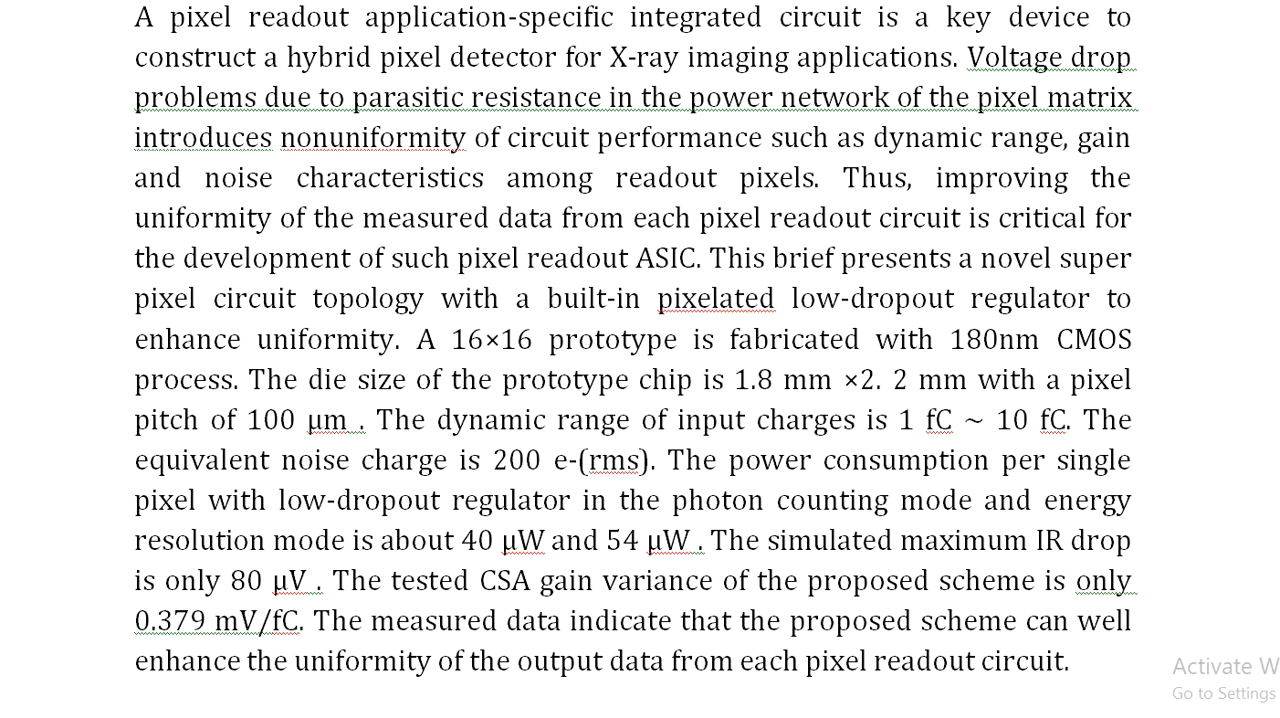 A pixel readout application-specific integrated circuit is a key device to
construct a hybrid pixel detector for X-ray imaging applications. Voltage drop
problems due to parasitic resistance in the power network of the pixel matrix
introduces nonuniformity of circuit performance such as dynamic range, gain
and noise characteristics among readout pixels. Thus, improving the
uniformity of the measured data from each pixel readout circuit is critical for
the development of such pixel readout ASIC. This brief presents a novel super
pixel circuit topology with a built-in pixelated low-dropout regulator to
enhance uniformity. A 16×16 prototype is fabricated with 180nm CMOS
process. The die size of the prototype chip is 1.8 mm ×2. 2 mm with a pixel
pitch of 100 μm . The dynamic range of input charges is 1 fC ~ 10 fC. The
equivalent noise charge is 200 e-(rms). The power consumption per single
pixel with low-dropout regulator in the photon counting mode and energy
resolution mode is about 40 μW and 54 μW . The simulated maximum IR drop
is only 80 μV . The tested CSA gain variance of the proposed scheme is only
0.379 mV/fC. The measured data indicate that the proposed scheme can well
enhance the uniformity of the output data from each pixel readout circuit.
Activate W
Go to Settings